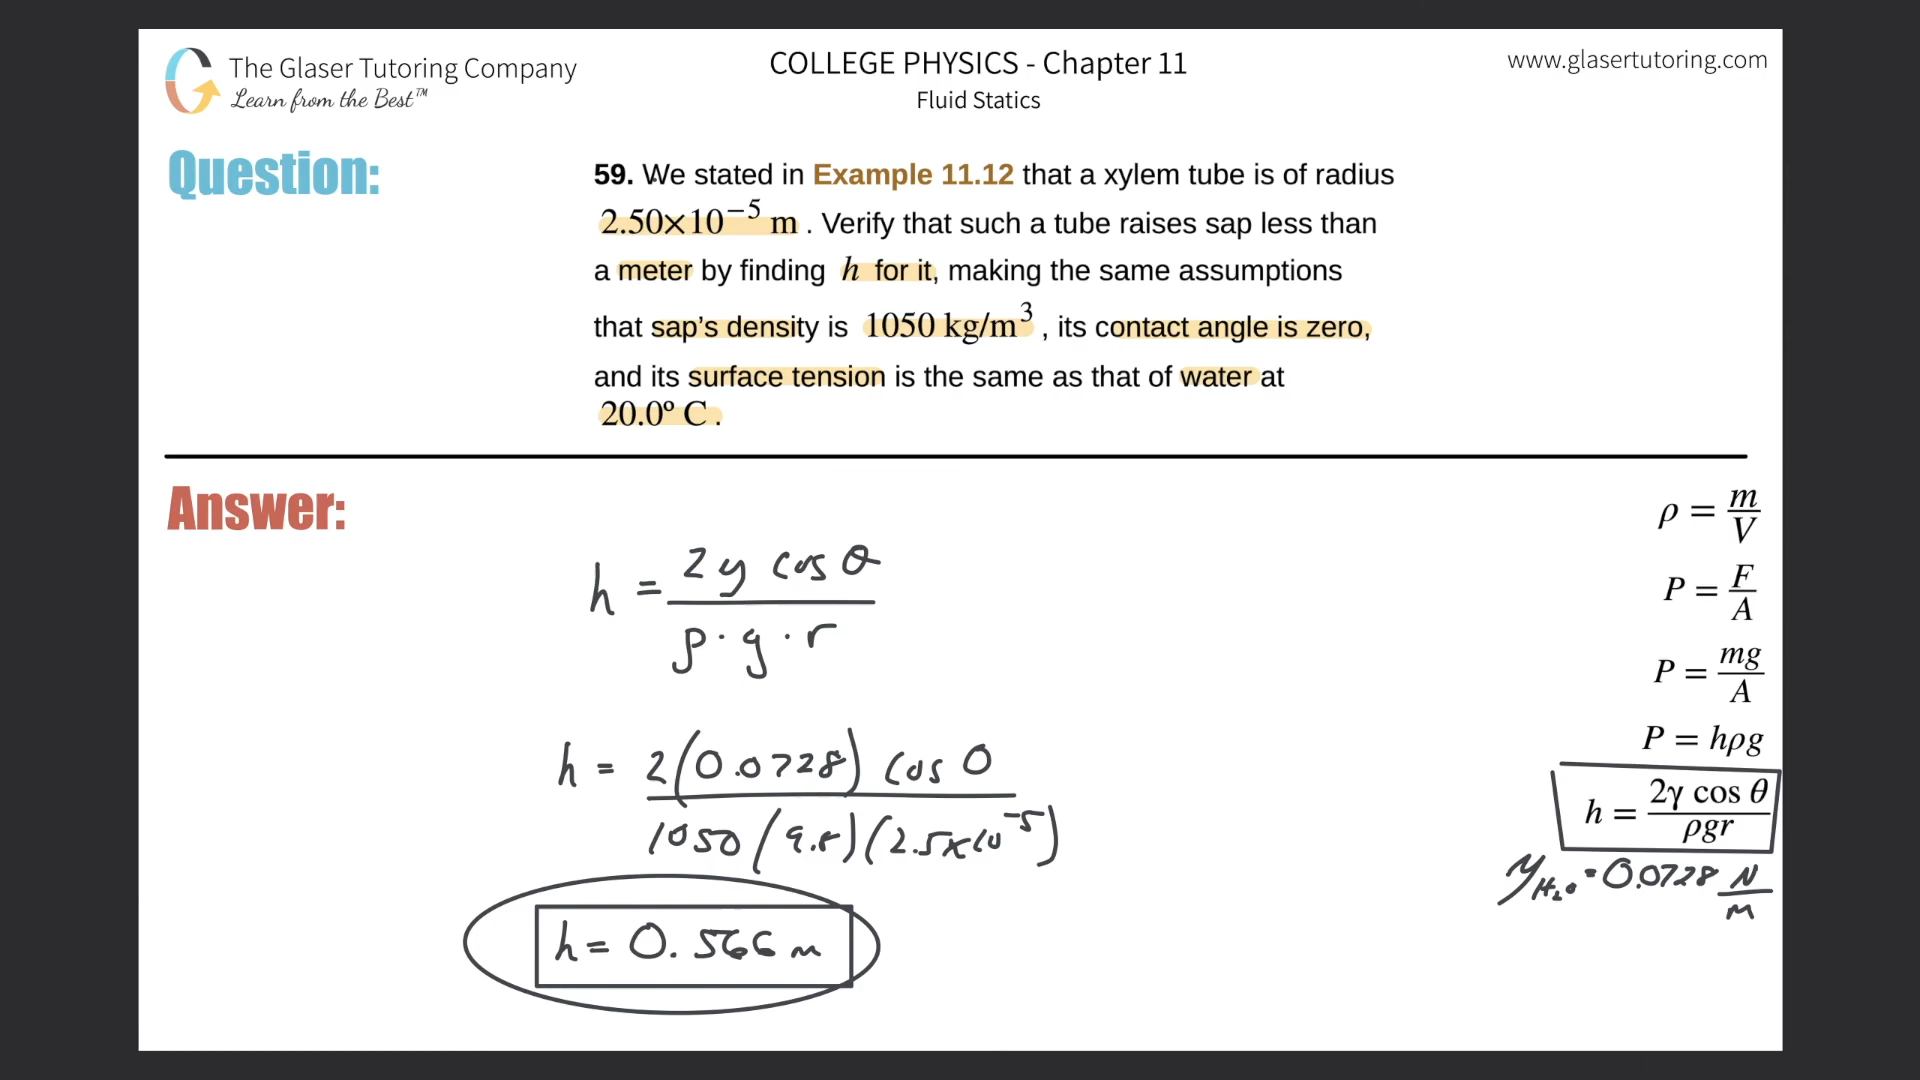 The Glaser Tutoring Company
Learn from the Best™
COLLEGE PHYSICS - Chapter 11
Fluid Statics
www.glasertutoring.com
Question:
59. We stated in Example 11.12 that a xylem tube is of radius
2.50×10⁻⁵ m . Verify that such a tube raises sap less than
a meter by finding h for it, making the same assumptions
that sap’s density is 1050 kg/m³ , its contact angle is zero,
and its surface tension is the same as that of water at
20.0º C .
Answer:
h = 2γ cos θ / ρ · g · r
h = 2(0.0728) cos 0 / 1050(9.8)(2.5x10⁻⁵)
h = 0.566 m
ρ = m/V
P = F/A
P = mg/A
P = hρg
h = 2γ cos θ / ρgr
γH₂O = 0.0728 N/m